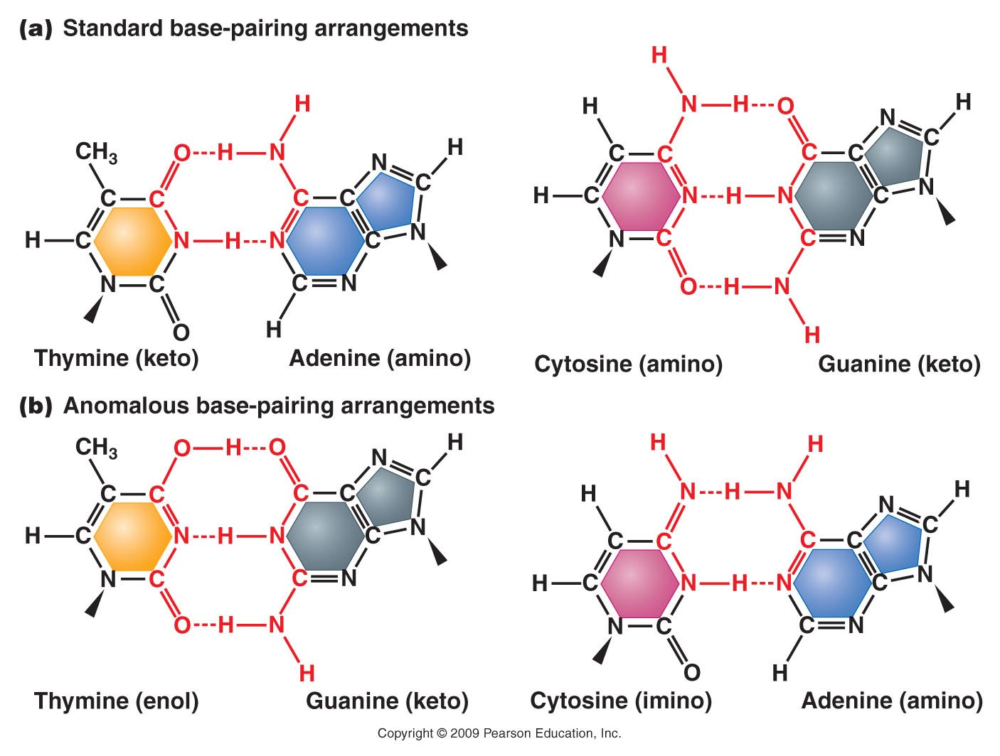 (a) Standard base-pairing arrangements
H
H N H O H
H N C
CH3 O H N N H C C C
C C C C C H C N H N C N
H C N H N C N N C C N
N C C N O H N
O H H
Thymine (keto) Adenine (amino) Cytosine (amino) Guanine (keto)
(b) Anomalous base-pairing arrangements
CH3 O H O N H H H
C C C C C H N H N N H
H C N H N C N C C C C C
N C C N H C N H N C N
O H N N C C N
H O H
Thymine (enol) Guanine (keto) Cytosine (imino) Adenine (amino)
Copyright © 2009 Pearson Education, Inc.